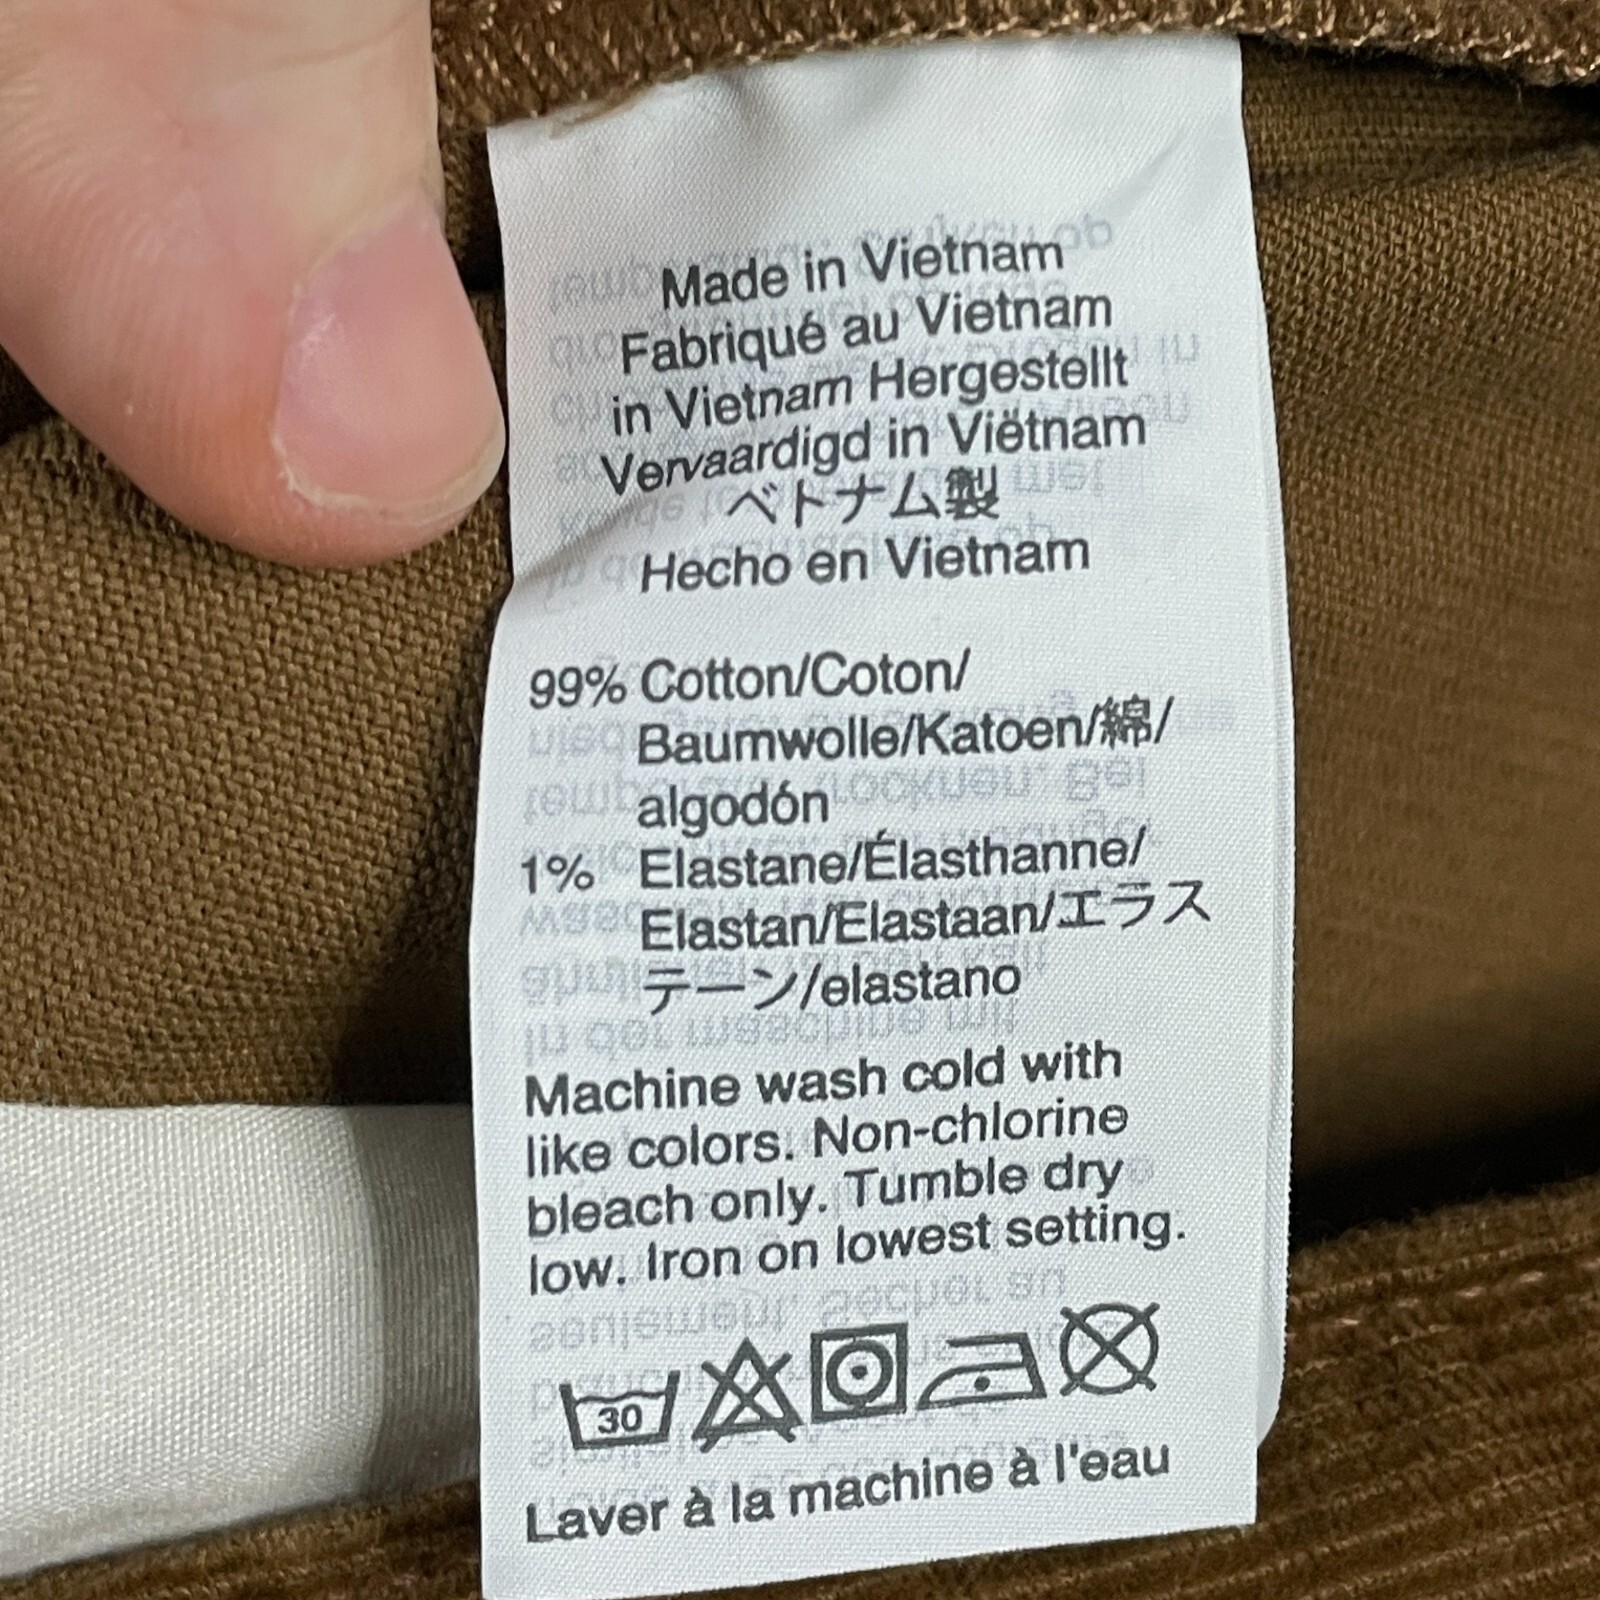 Made in Vietnam
Fabriqué au Vietnam
in Vietnam Hergestellt
Vervaardigd in Viëtnam
ベトナム製
Hecho en Vietnam
99% Cotton/Coton/
Baumwolle/Katoen/綿/
algodón
1% Elastane/Élasthanne/
Elastan/Elastaan/エラス
テーン/elastano
Machine wash cold with
like colors. Non-chlorine
bleach only. Tumble dry
low. Iron on lowest setting.
30
Laver à la machine à l'eau